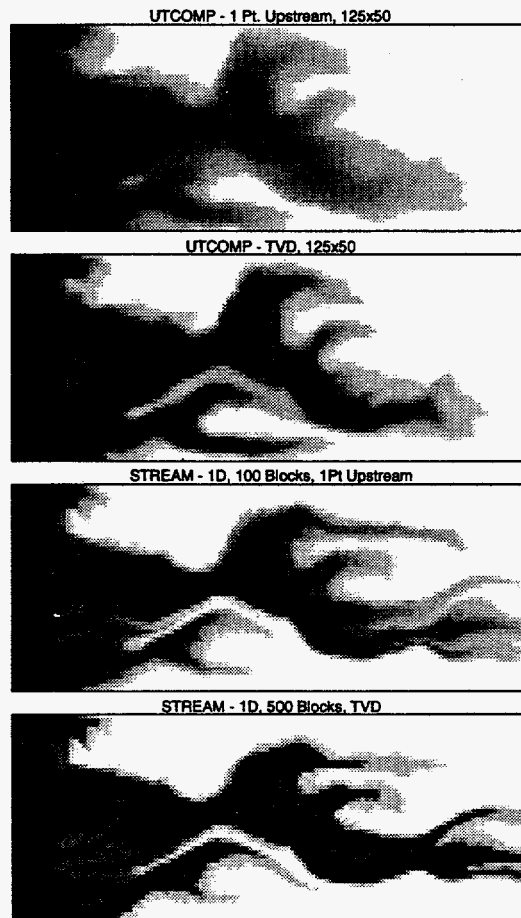 UTCOMP - 1 Pt. Upstream, 125x50
UTCOMP - TVD, 125x50
STREAM - 1D, 100 Blocks, 1Pt Upstream
STREAM - 1D, 500 Blocks, TVD